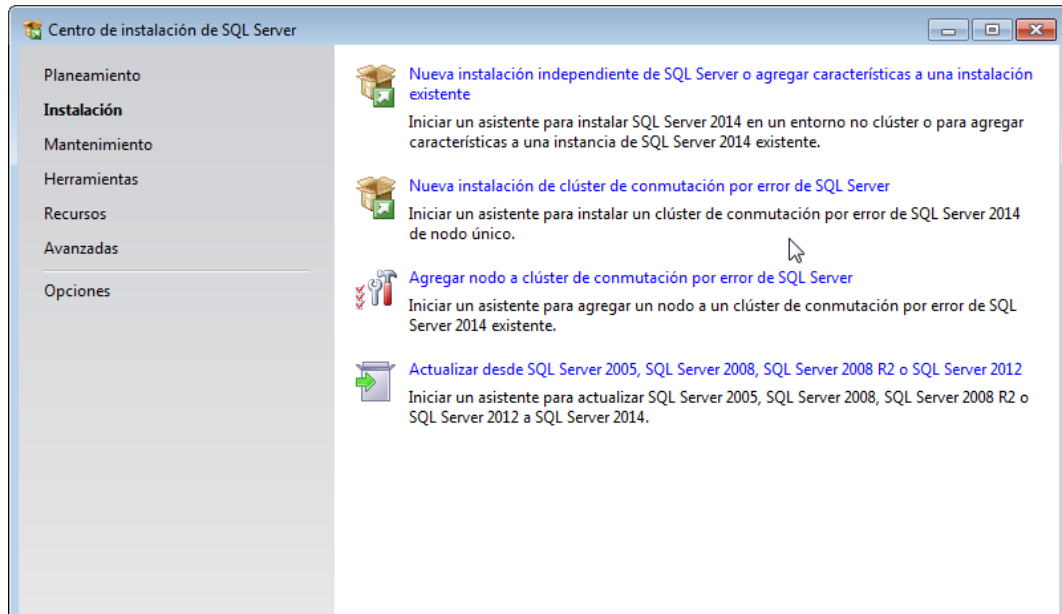 Centro de instalación de SQL Server
Planeamiento
Instalación
Mantenimiento
Herramientas
Recursos
Avanzadas
Opciones
Nueva instalación independiente de SQL Server o agregar características a una instalación
existente
Iniciar un asistente para instalar SQL Server 2014 en un entorno no clúster o para agregar
características a una instancia de SQL Server 2014 existente.
Nueva instalación de clúster de conmutación por error de SQL Server
Iniciar un asistente para instalar un clúster de conmutación por error de SQL Server 2014
de nodo único.
Agregar nodo a clúster de conmutación por error de SQL Server
Iniciar un asistente para agregar un nodo a un clúster de conmutación por error de SQL
Server 2014 existente.
Actualizar desde SQL Server 2005, SQL Server 2008, SQL Server 2008 R2 o SQL Server 2012
Iniciar un asistente para actualizar SQL Server 2005, SQL Server 2008, SQL Server 2008 R2 o
SQL Server 2012 a SQL Server 2014.